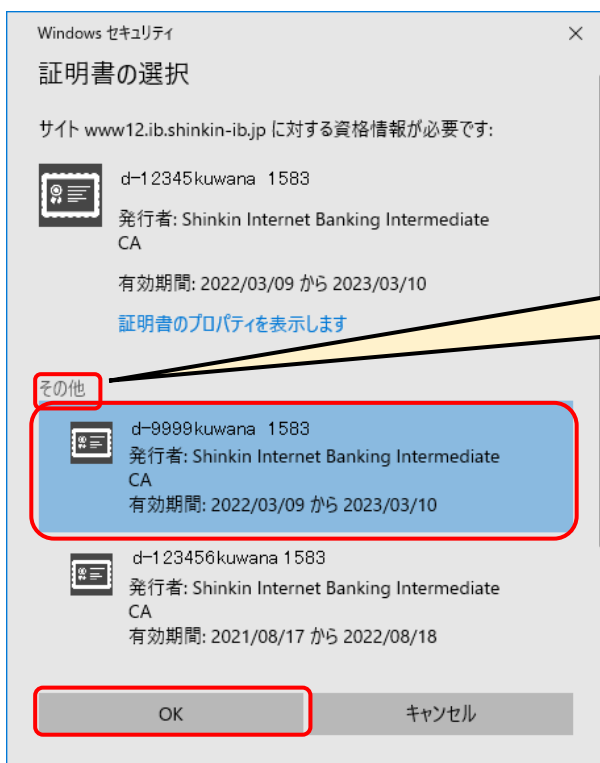 Windows セキュリティ
証明書の選択
サイト www12.ib.shinkin-ib.jp に対する資格情報が必要です:
d-12345kuwana 1583
発行者: Shinkin Internet Banking Intermediate
CA
有効期間: 2022/03/09 から 2023/03/10
証明書のプロパティを表示します
その他
d-9999kuwana 1583
発行者: Shinkin Internet Banking Intermediate
CA
有効期間: 2022/03/09 から 2023/03/10
d-123456kuwana 1583
発行者: Shinkin Internet Banking Intermediate
CA
有効期間: 2021/08/17 から 2022/08/18
OK キャンセル